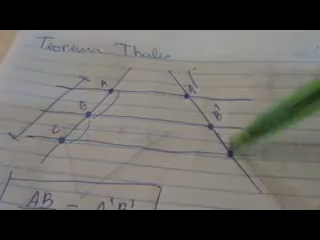 Teorema Thales
A A'
B B'
C
AB = A'B'